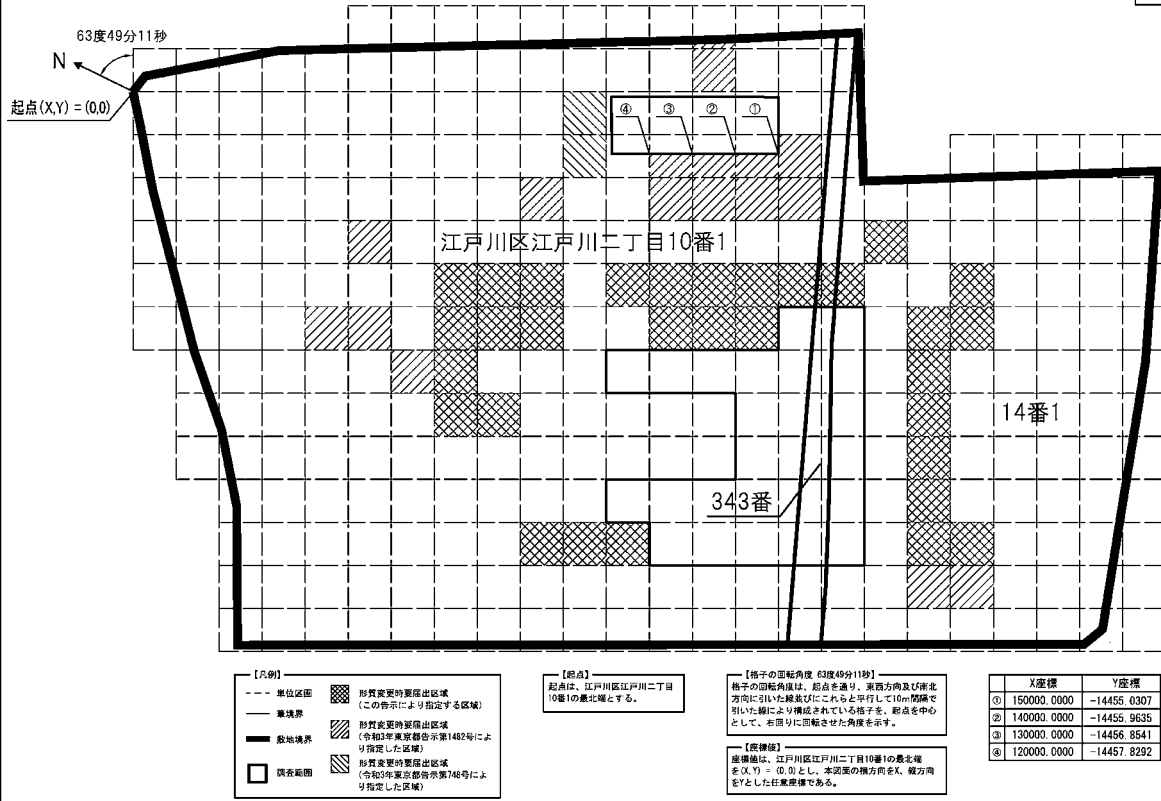 63度49分11秒
N
起点(X,Y) = (0,0)
④ ③ ② ①
江戸川区江戸川二丁目10番1
14番1
343番
【凡例】
単位区画
筆境界
敷地境界
調査範囲
形質変更時要届出区域
(この告示により指定する区域)
形質変更時要届出区域
(令和3年東京都告示第1482号により指定した区域)
形質変更時要届出区域
(令和3年東京都告示第748号により指定した区域)
【起点】
起点は、江戸川区江戸川二丁目
10番1の最北端とする。
【格子の回転角度 63度49分11秒】
格子の回転角度は、起点を通り、東西方向及び南北
方向に引いた線並びにこれらと平行して10m間隔で
引いた線により構成されている格子を、起点を中心
として、右回りに回転させた角度を示す。
【座標値】
座標値は、江戸川区江戸川二丁目10番1の最北端
を(X,Y) = (0,0)とし、本図面の横方向をX、縦方向
をYとした任意座標である。
X座標 Y座標
① 150000.0000 -14455.0307
② 140000.0000 -14455.9635
③ 130000.0000 -14456.8541
④ 120000.0000 -14457.8292